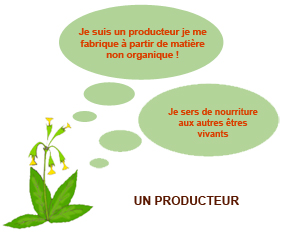 Je suis un producteur je me
fabrique à partir de matière
non organique !
Je sers de nourriture
aux autres êtres
vivants
UN PRODUCTEUR